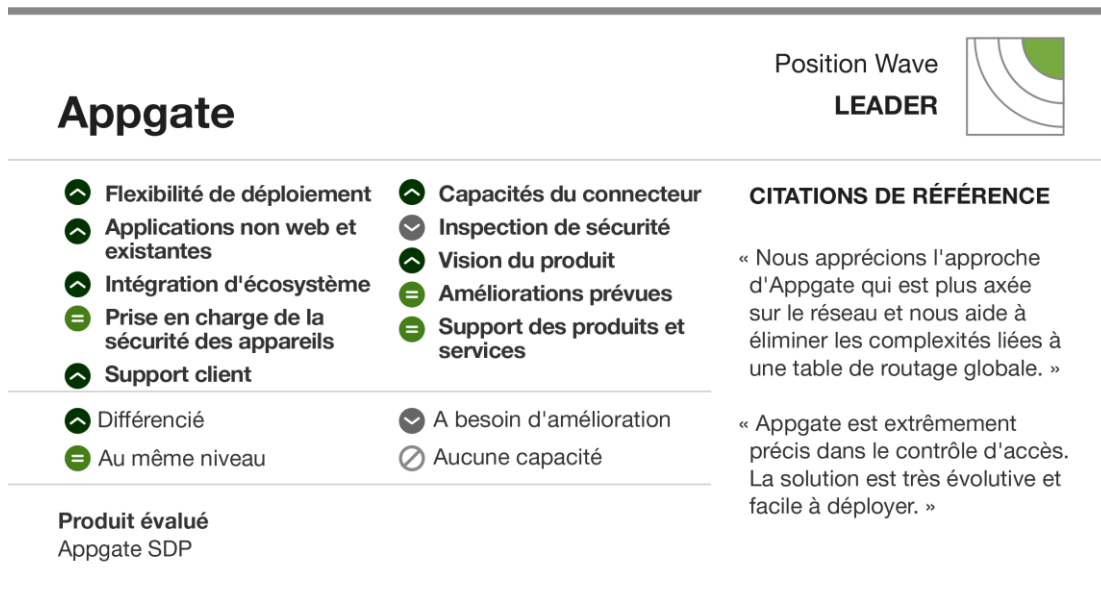 Position Wave
LEADER
Appgate
Flexibilité de déploiement
Applications non web et
existantes
Intégration d'écosystème
Prise en charge de la
sécurité des appareils
Support client
Capacités du connecteur
Inspection de sécurité
Vision du produit
Améliorations prévues
Support des produits et
services
Différencié
Au même niveau
A besoin d'amélioration
Aucune capacité
Produit évalué
Appgate SDP
CITATIONS DE RÉFÉRENCE
« Nous apprécions l'approche
d'Appgate qui est plus axée
sur le réseau et nous aide à
éliminer les complexités liées à
une table de routage globale. »
« Appgate est extrêmement
précis dans le contrôle d'accès.
La solution est très évolutive et
facile à déployer. »